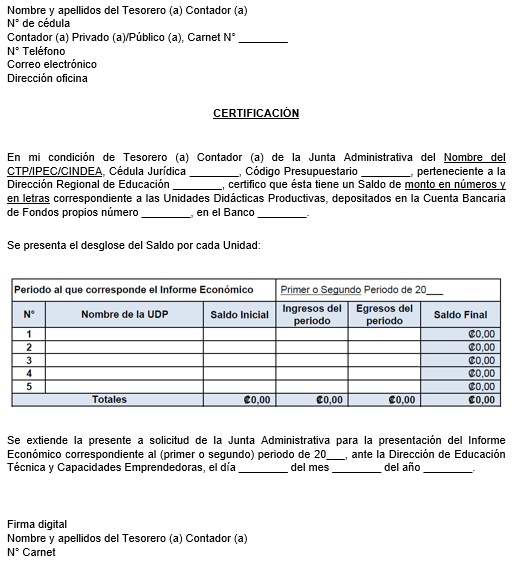 Nombre y apellidos del Tesorero (a) Contador (a)
N° de cédula
Contador (a) Privado (a)/Público (a), Carnet N° ________
N° Teléfono
Correo electrónico
Dirección oficina
CERTIFICACIÓN
En mi condición de Tesorero (a) Contador (a) de la Junta Administrativa del Nombre del
CTP/IPEC/CINDEA, Cédula Jurídica ________, Código Presupuestario ________, perteneciente a la
Dirección Regional de Educación ________, certifico que ésta tiene un Saldo de monto en números y
en letras correspondiente a las Unidades Didácticas Productivas, depositados en la Cuenta Bancaria
de Fondos propios número ________, en el Banco ________.
Se presenta el desglose del Saldo por cada Unidad:
Periodo al que corresponde el Informe Económico Primer o Segundo Periodo de 20___
N° Nombre de la UDP Saldo Inicial Ingresos del periodo Egresos del periodo Saldo Final
1 ₡0,00
2 ₡0,00
3 ₡0,00
4 ₡0,00
5 ₡0,00
Totales ₡0,00 ₡0,00 ₡0,00 ₡0,00
Se extiende la presente a solicitud de la Junta Administrativa para la presentación del Informe
Económico correspondiente al (primer o segundo) periodo de 20___, ante la Dirección de Educación
Técnica y Capacidades Emprendedoras, el día ________ del mes ________ del año ________.
Firma digital
Nombre y apellidos del Tesorero (a) Contador (a)
N° Carnet